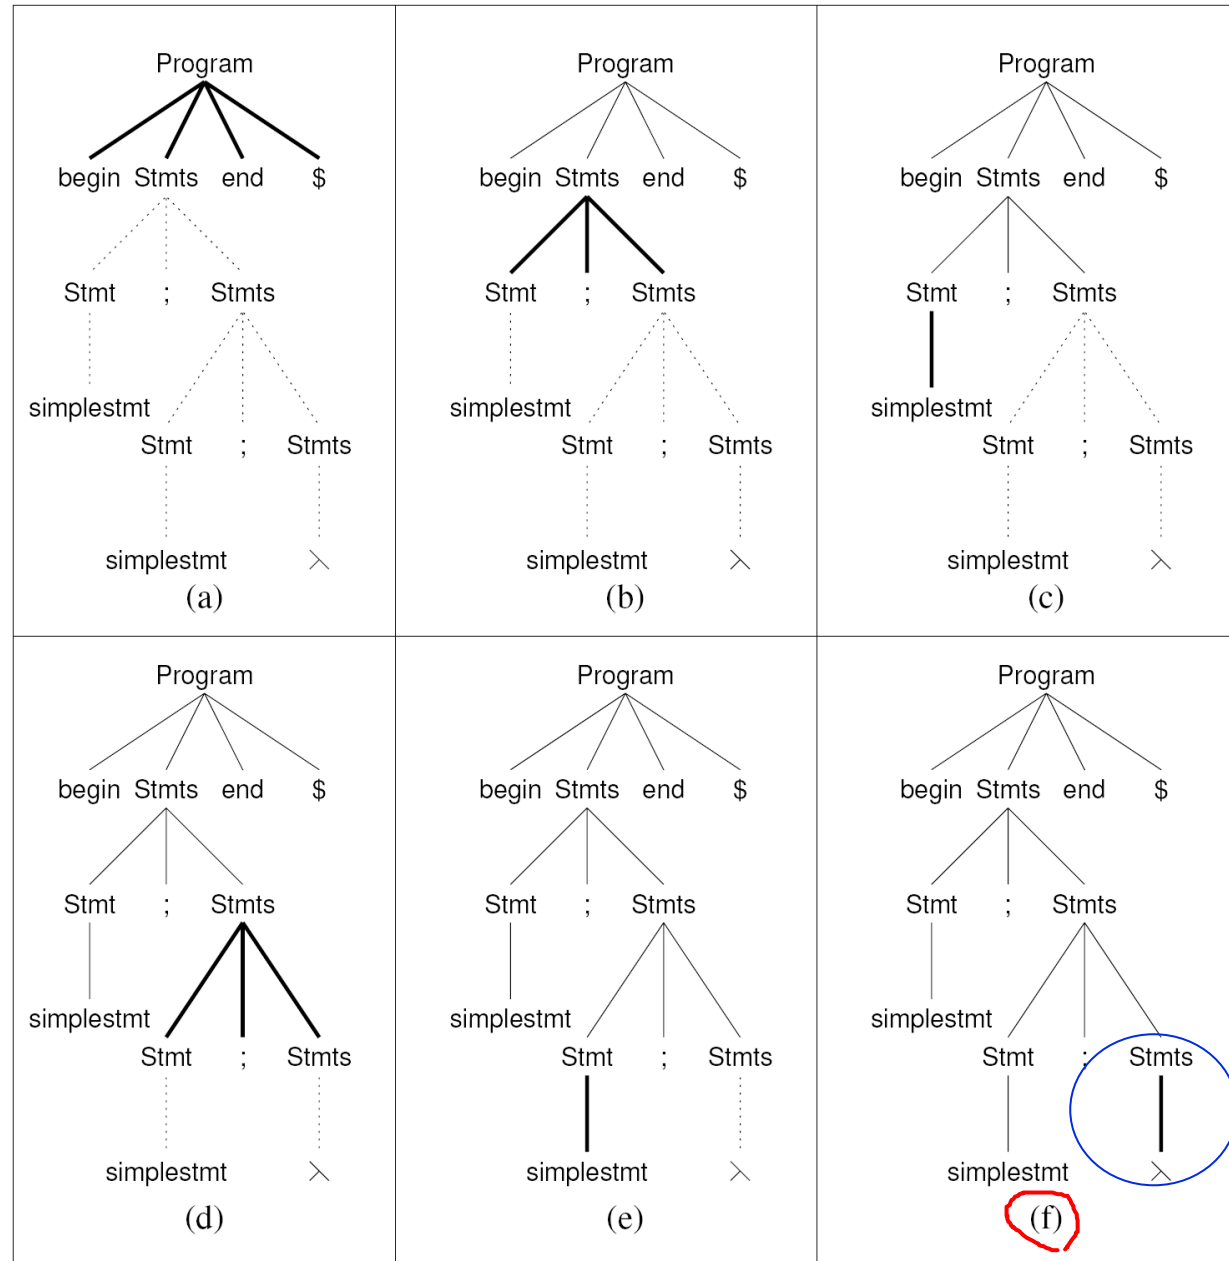 Program
begin Stmts end $
Stmt ; Stmts
simplestmt
Stmt ; Stmts
simplestmt λ
(a)
Program
begin Stmts end $
Stmt ; Stmts
simplestmt
Stmt ; Stmts
simplestmt λ
(b)
Program
begin Stmts end $
Stmt ; Stmts
simplestmt
Stmt ; Stmts
simplestmt λ
(c)
Program
begin Stmts end $
Stmt ; Stmts
simplestmt
Stmt ; Stmts
simplestmt λ
(d)
Program
begin Stmts end $
Stmt ; Stmts
simplestmt
Stmt ; Stmts
simplestmt λ
(e)
Program
begin Stmts end $
Stmt ; Stmts
simplestmt
Stmt ; Stmts
simplestmt λ
(f)